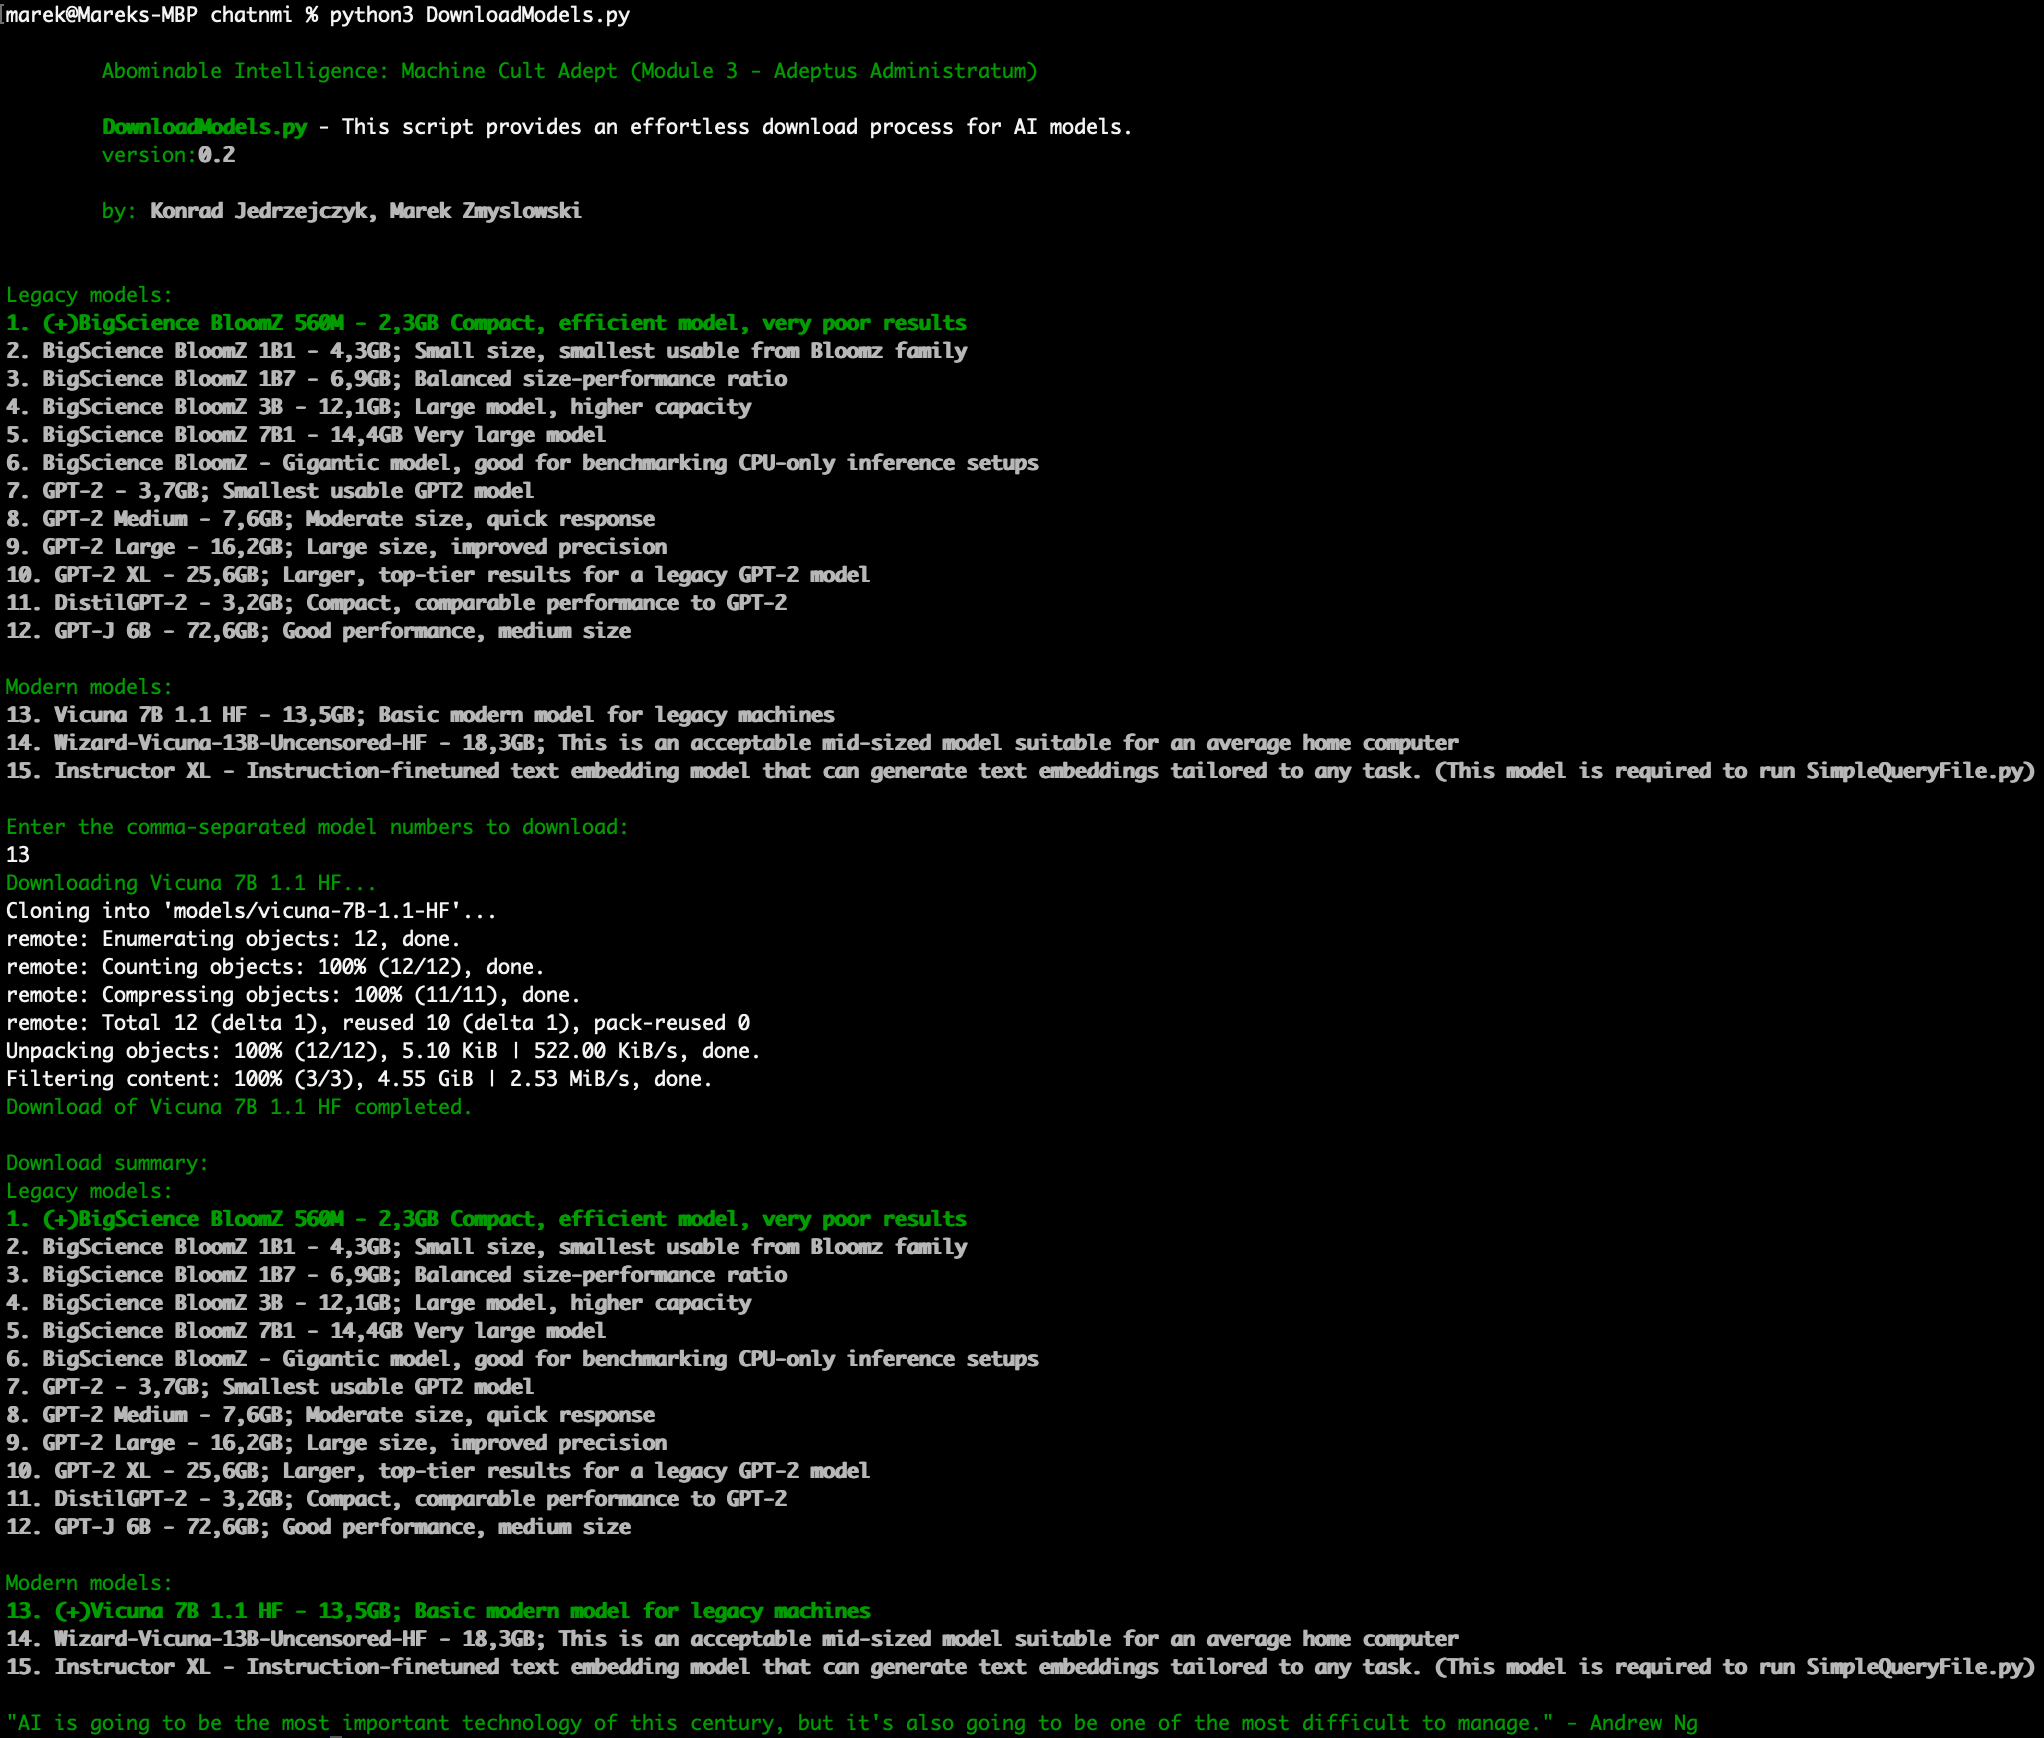 marek@Mareks-MBP chatnmi % python3 DownloadModels.py
Abominable Intelligence: Machine Cult Adept (Module 3 - Adeptus Administratum)
DownloadModels.py - This script provides an effortless download process for AI models.
version:0.2
by: Konrad Jedrzejczyk, Marek Zmyslowski
Legacy models:
1. (+)BigScience BloomZ 560M - 2,3GB Compact, efficient model, very poor results
2. BigScience BloomZ 1B1 - 4,3GB; Small size, smallest usable from Bloomz family
3. BigScience BloomZ 1B7 - 6,9GB; Balanced size-performance ratio
4. BigScience BloomZ 3B - 12,1GB; Large model, higher capacity
5. BigScience BloomZ 7B1 - 14,4GB Very large model
6. BigScience BloomZ - Gigantic model, good for benchmarking CPU-only inference setups
7. GPT-2 - 3,7GB; Smallest usable GPT2 model
8. GPT-2 Medium - 7,6GB; Moderate size, quick response
9. GPT-2 Large - 16,2GB; Large size, improved precision
10. GPT-2 XL - 25,6GB; Larger, top-tier results for a legacy GPT-2 model
11. DistilGPT-2 - 3,2GB; Compact, comparable performance to GPT-2
12. GPT-J 6B - 72,6GB; Good performance, medium size
Modern models:
13. Vicuna 7B 1.1 HF - 13,5GB; Basic modern model for legacy machines
14. Wizard-Vicuna-13B-Uncensored-HF - 18,3GB; This is an acceptable mid-sized model suitable for an average home computer
15. Instructor XL - Instruction-finetuned text embedding model that can generate text embeddings tailored to any task. (This model is required to run SimpleQueryFile.py)
Enter the comma-separated model numbers to download:
13
Downloading Vicuna 7B 1.1 HF...
Cloning into 'models/vicuna-7B-1.1-HF'...
remote: Enumerating objects: 12, done.
remote: Counting objects: 100% (12/12), done.
remote: Compressing objects: 100% (11/11), done.
remote: Total 12 (delta 1), reused 10 (delta 1), pack-reused 0
Unpacking objects: 100% (12/12), 5.10 KiB | 522.00 KiB/s, done.
Filtering content: 100% (3/3), 4.55 GiB | 2.53 MiB/s, done.
Download of Vicuna 7B 1.1 HF completed.
Download summary:
Legacy models:
1. (+)BigScience BloomZ 560M - 2,3GB Compact, efficient model, very poor results
2. BigScience BloomZ 1B1 - 4,3GB; Small size, smallest usable from Bloomz family
3. BigScience BloomZ 1B7 - 6,9GB; Balanced size-performance ratio
4. BigScience BloomZ 3B - 12,1GB; Large model, higher capacity
5. BigScience BloomZ 7B1 - 14,4GB Very large model
6. BigScience BloomZ - Gigantic model, good for benchmarking CPU-only inference setups
7. GPT-2 - 3,7GB; Smallest usable GPT2 model
8. GPT-2 Medium - 7,6GB; Moderate size, quick response
9. GPT-2 Large - 16,2GB; Large size, improved precision
10. GPT-2 XL - 25,6GB; Larger, top-tier results for a legacy GPT-2 model
11. DistilGPT-2 - 3,2GB; Compact, comparable performance to GPT-2
12. GPT-J 6B - 72,6GB; Good performance, medium size
Modern models:
13. (+)Vicuna 7B 1.1 HF - 13,5GB; Basic modern model for legacy machines
14. Wizard-Vicuna-13B-Uncensored-HF - 18,3GB; This is an acceptable mid-sized model suitable for an average home computer
15. Instructor XL - Instruction-finetuned text embedding model that can generate text embeddings tailored to any task. (This model is required to run SimpleQueryFile.py)
"AI is going to be the most important technology of this century, but it's also going to be one of the most difficult to manage." - Andrew Ng